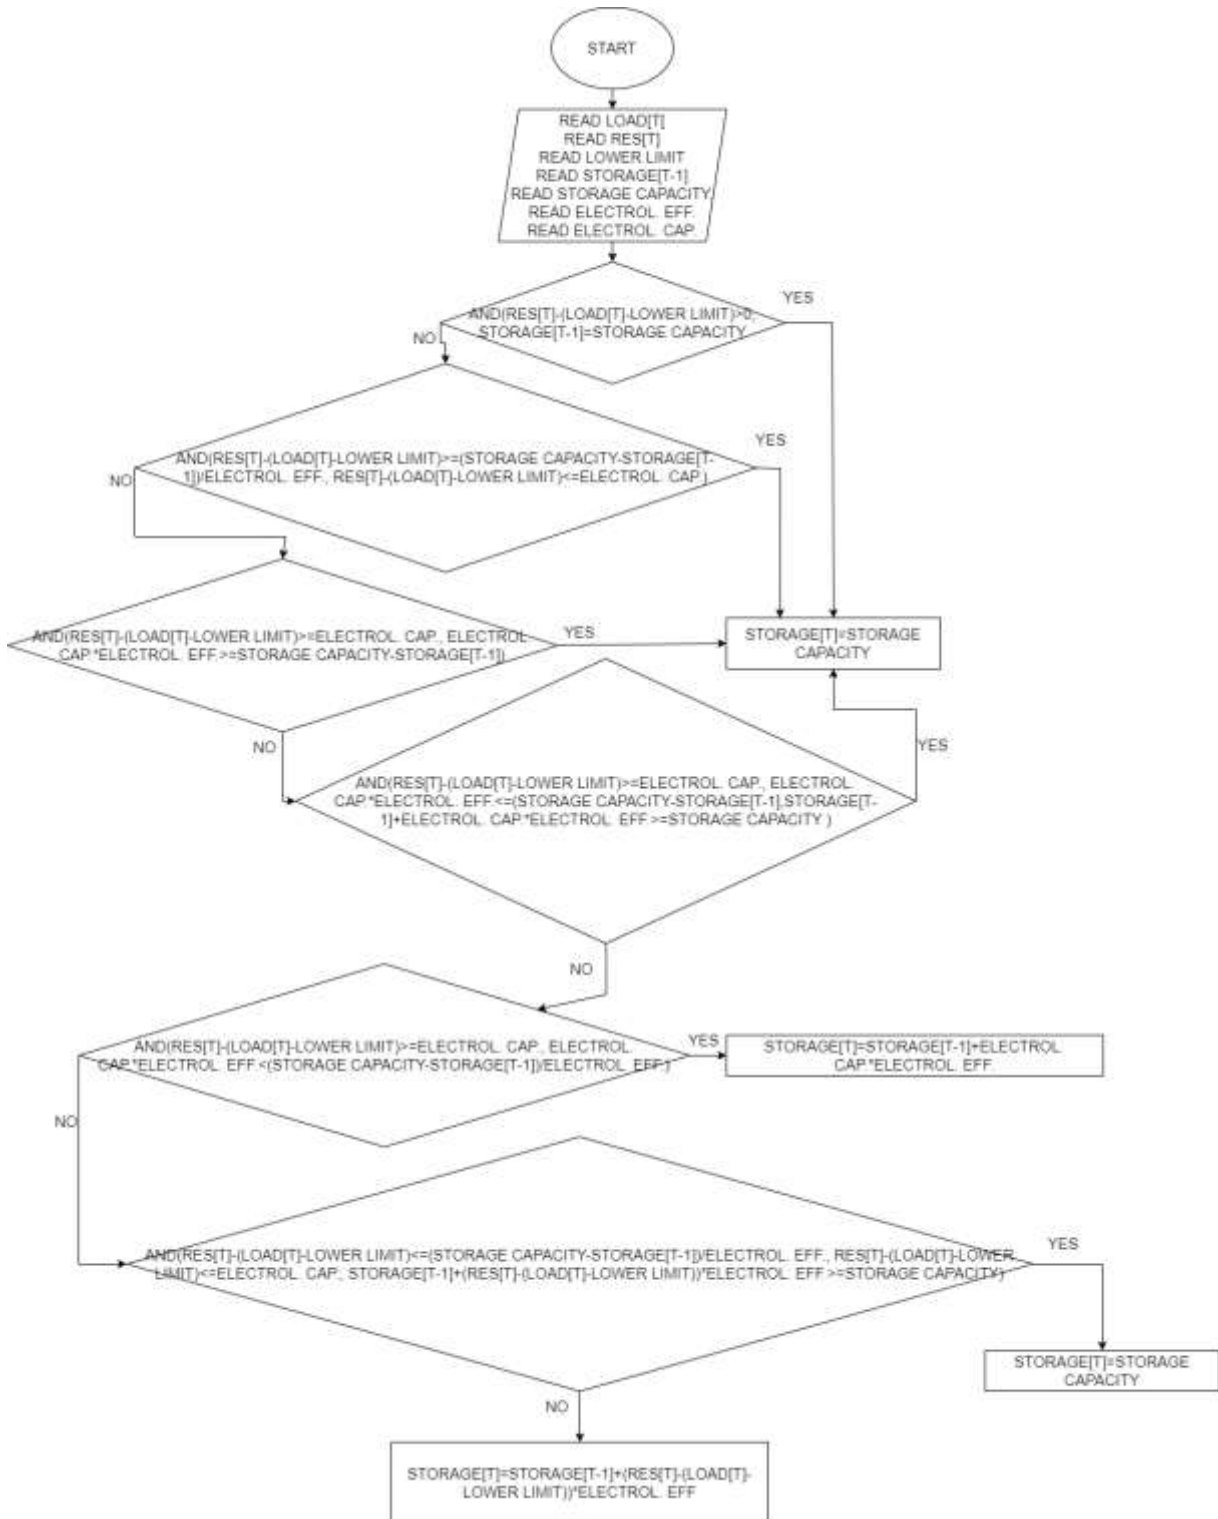 START
READ LOAD[T[
READ RES[T]
READ LOWER LIMIT
READ STORAGE[T-1]
READ STORAGE CAPACITY
READ ELECTROL. EFF.
READ ELECTROL. CAP.
YES
AND(RES[T]-(LOAD[T]-LOWER LIMIT)>0,
STORAGE[T-1]=STORAGE CAPACITY
NO
YES
AND(RES[T]-(LOAD[T]-LOWER LIMIT)>=(STORAGE CAPACITY-STORAGE[T-
1])/ELECTROL. EFF., RES[T]-(LOAD[T]-LOWER LIMIT)<=ELECTROL. CAP.)
NO
AND(RES[T]-(LOAD[T]-LOWER LIMIT)>=ELECTROL. CAP., ELECTROL.
CAP.*ELECTROL. EFF.>=STORAGE CAPACITY-STORAGE[T-1])
YES
STORAGE[T]=STORAGE
CAPACITY
NO
YES
AND(RES[T]-(LOAD[T]-LOWER LIMIT)>=ELECTROL. CAP., ELECTROL.
CAP.*ELECTROL. EFF.<=(STORAGE CAPACITY-STORAGE[T-1],STORAGE[T-
1]+ELECTROL. CAP.*ELECTROL. EFF.>=STORAGE CAPACITY )
NO
AND(RES[T]-(LOAD[T]-LOWER LIMIT)>=ELECTROL. CAP., ELECTROL.
CAP.*ELECTROL. EFF.<(STORAGE CAPACITY-STORAGE[T-1])/ELECTROL. EFF.)
YES
STORAGE[T]=STORAGE[T-1]+ELECTROL.
CAP.*ELECTROL. EFF.
NO
AND(RES[T]-(LOAD[T]-LOWER LIMIT)<=(STORAGE CAPACITY-STORAGE[T-1])/ELECTROL. EFF., RES[T]-(LOAD[T]-LOWER
LIMIT)<=ELECTROL. CAP., STORAGE[T-1]+(RES[T]-(LOAD[T]-LOWER LIMIT))*ELECTROL. EFF.>=STORAGE CAPACITY)
YES
STORAGE[T]=STORAGE
CAPACITY
NO
STORAGE[T]=STORAGE[T-1]+(RES[T]-(LOAD[T]-
LOWER LIMIT))*ELECTROL. EFF